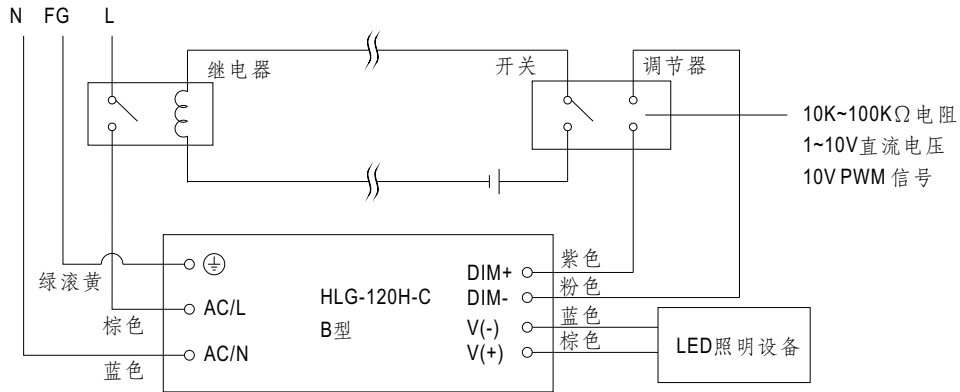 N FG L
继电器
开关
调节器
10K~100KΩ电阻
1~10V直流电压
10V PWM 信号
绿滚黄
棕色
蓝色
AC/L
AC/N
HLG-120H-C
B型
DIM+
DIM-
V(-)
V(+)
紫色
粉色
蓝色
棕色
LED照明设备